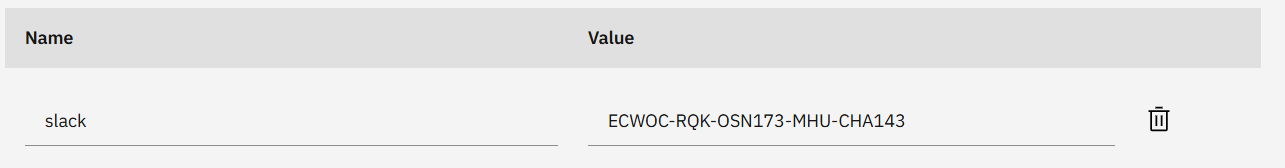 Name Value
slack ECWOC-RQK-OSN173-MHU-CHA143